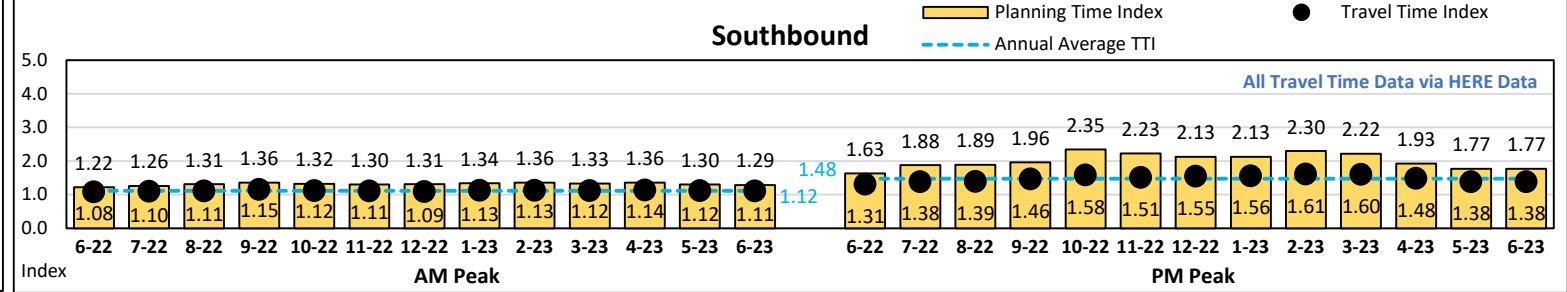 Southbound
Planning Time Index
Travel Time Index
Annual Average TTI
All Travel Time Data via HERE Data
5.0
4.0
3.0
2.0
1.0
0.0
1.22 1.26 1.31 1.36 1.32 1.30 1.31 1.34 1.36 1.33 1.36 1.30 1.29
1.63 1.88 1.89 1.96 2.35 2.23 2.13 2.13 2.30 2.22 1.93 1.77 1.77
1.48
1.12
1.08 1.10 1.11 1.15 1.12 1.11 1.09 1.13 1.13 1.12 1.14 1.12 1.11
1.31 1.38 1.39 1.46 1.58 1.51 1.55 1.56 1.61 1.60 1.48 1.38 1.38
6-22 7-22 8-22 9-22 10-22 11-22 12-22 1-23 2-23 3-23 4-23 5-23 6-23
6-22 7-22 8-22 9-22 10-22 11-22 12-22 1-23 2-23 3-23 4-23 5-23 6-23
Index
AM Peak
PM Peak